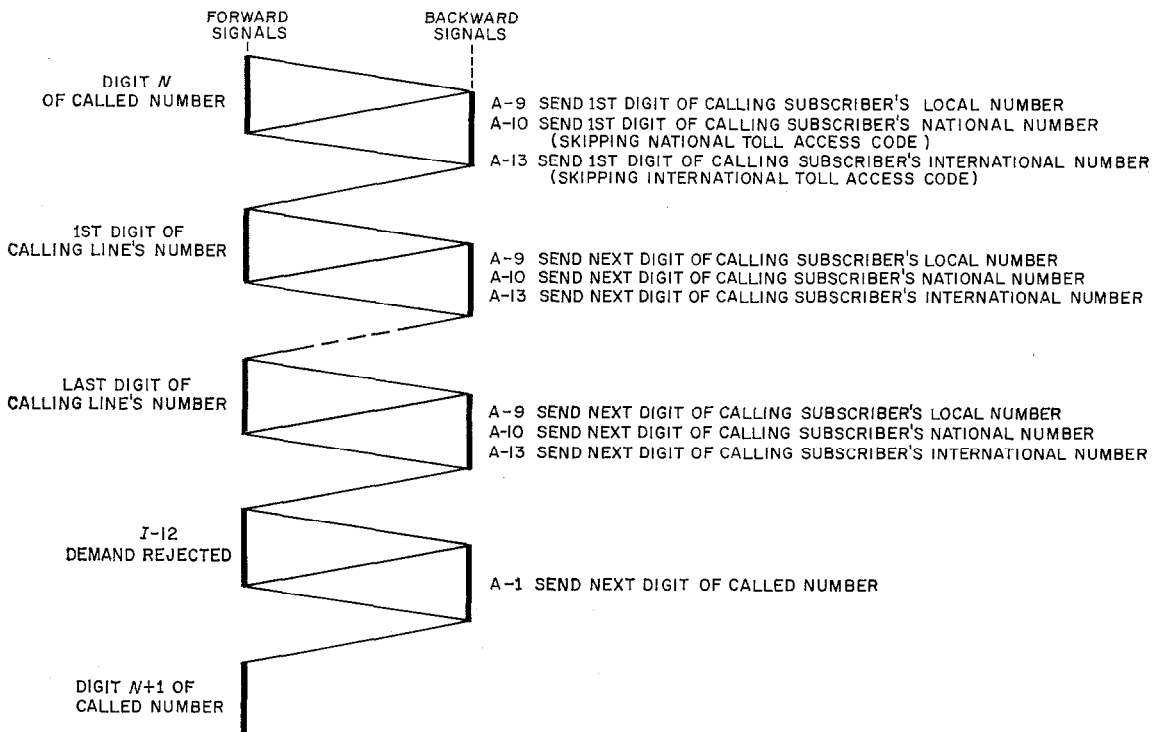 FORWARD SIGNALS
BACKWARD SIGNALS
DIGIT N
OF CALLED NUMBER
A-9 SEND 1ST DIGIT OF CALLING SUBSCRIBER'S LOCAL NUMBER
A-10 SEND 1ST DIGIT OF CALLING SUBSCRIBER'S NATIONAL NUMBER
(SKIPPING NATIONAL TOLL ACCESS CODE)
A-13 SEND 1ST DIGIT OF CALLING SUBSCRIBER'S INTERNATIONAL NUMBER
(SKIPPING INTERNATIONAL TOLL ACCESS CODE)
1ST DIGIT OF
CALLING LINE'S NUMBER
A-9 SEND NEXT DIGIT OF CALLING SUBSCRIBER'S LOCAL NUMBER
A-10 SEND NEXT DIGIT OF CALLING SUBSCRIBER'S NATIONAL NUMBER
A-13 SEND NEXT DIGIT OF CALLING SUBSCRIBER'S INTERNATIONAL NUMBER
LAST DIGIT OF
CALLING LINE'S NUMBER
A-9 SEND NEXT DIGIT OF CALLING SUBSCRIBER'S LOCAL NUMBER
A-10 SEND NEXT DIGIT OF CALLING SUBSCRIBER'S NATIONAL NUMBER
A-13 SEND NEXT DIGIT OF CALLING SUBSCRIBER'S INTERNATIONAL NUMBER
I-12
DEMAND REJECTED
A-1 SEND NEXT DIGIT OF CALLED NUMBER
DIGIT N+1 OF
CALLED NUMBER